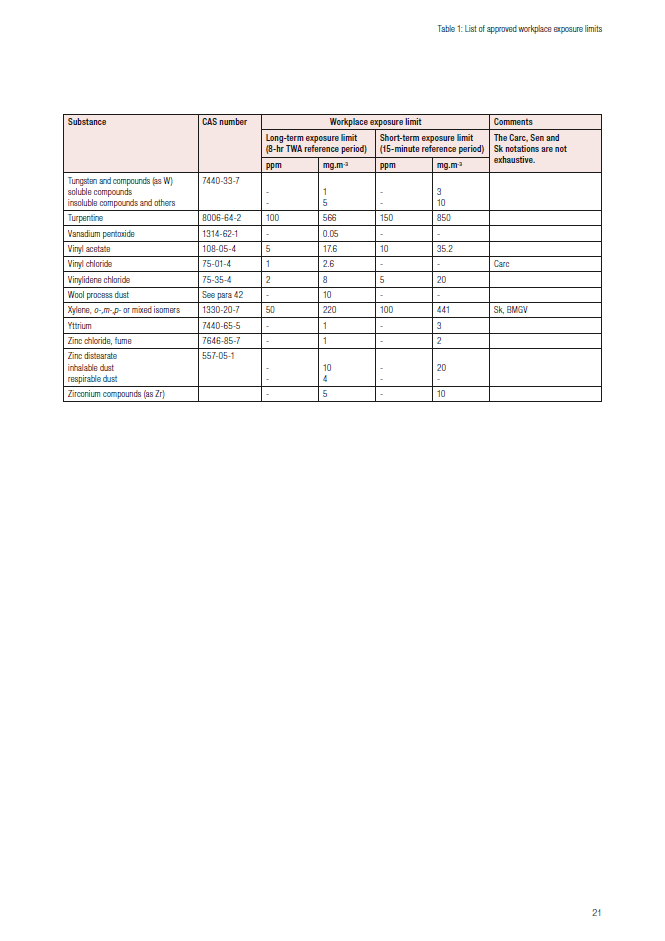 Table 1: List of approved workplace exposure limits
Substance CAS number Workplace exposure limit Comments
Long-term exposure limit (8-hr TWA reference period) Short-term exposure limit (15-minute reference period) The Carc, Sen and Sk notations are not exhaustive.
ppm mg.m-3 ppm mg.m-3
Tungsten and compounds (as W) 7440-33-7
soluble compounds - 1 - 3
insoluble compounds and others - 5 - 10
Turpentine 8006-64-2 100 566 150 850
Vanadium pentoxide 1314-62-1 - 0.05 - -
Vinyl acetate 108-05-4 5 17.6 10 35.2
Vinyl chloride 75-01-4 1 2.6 - - Carc
Vinylidene chloride 75-35-4 2 8 5 20
Wool process dust See para 42 - 10 - -
Xylene, o-,m-,p- or mixed isomers 1330-20-7 50 220 100 441 Sk, BMGV
Yttrium 7440-65-5 - 1 - 3
Zinc chloride, fume 7646-85-7 - 1 - 2
Zinc distearate 557-05-1
inhalable dust - 10 - 20
respirable dust - 4 - -
Zirconium compounds (as Zr) - 5 - 10
21